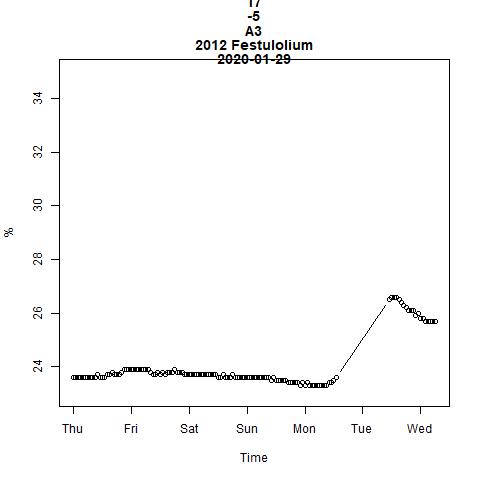 17
-5
A3
2012 Festulolium
2020-01-29
%
34
32
30
28
26
24
Thu Fri Sat Sun Mon Tue Wed
Time